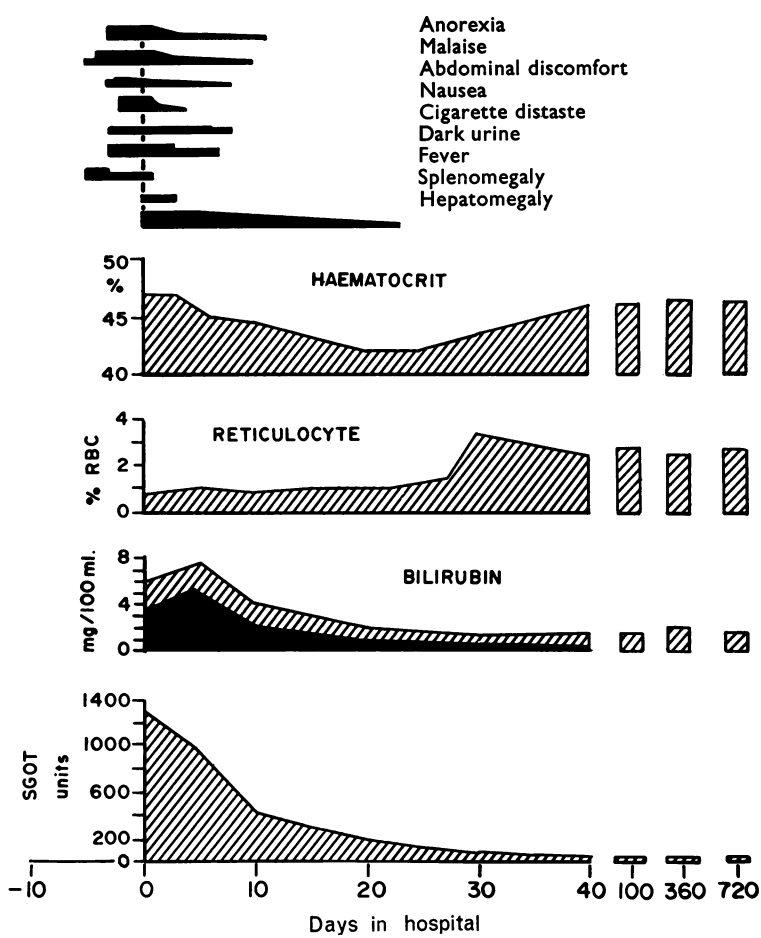 Anorexia
Malaise
Abdominal discomfort
Nausea
Cigarette distaste
Dark urine
Fever
Splenomegaly
Hepatomegaly
50
%
HAEMATOCRIT
45
40
4
RETICULOCYTE
% RBC
2
0
8
BILIRUBIN
mg/100ml.
4
0
1400
1000
SGOT
units
600
200
0
-10 0 10 20 30 40 100 360 720
Days in hospital